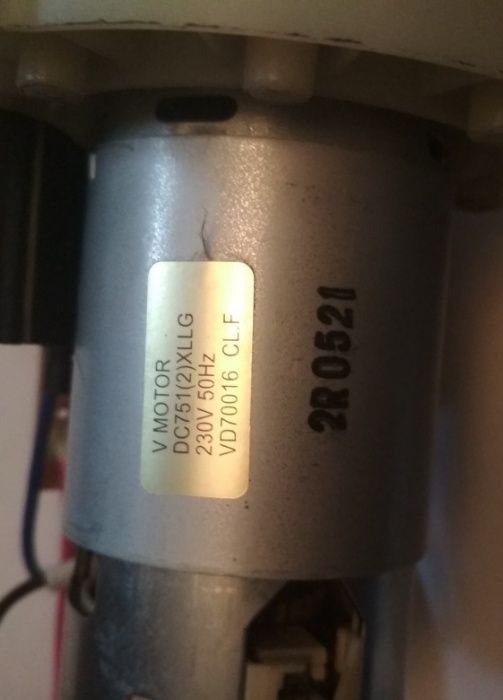 V MOTOR
DC751(2)XLLG
230V 50Hz
VD70016 CL.F
2R0521